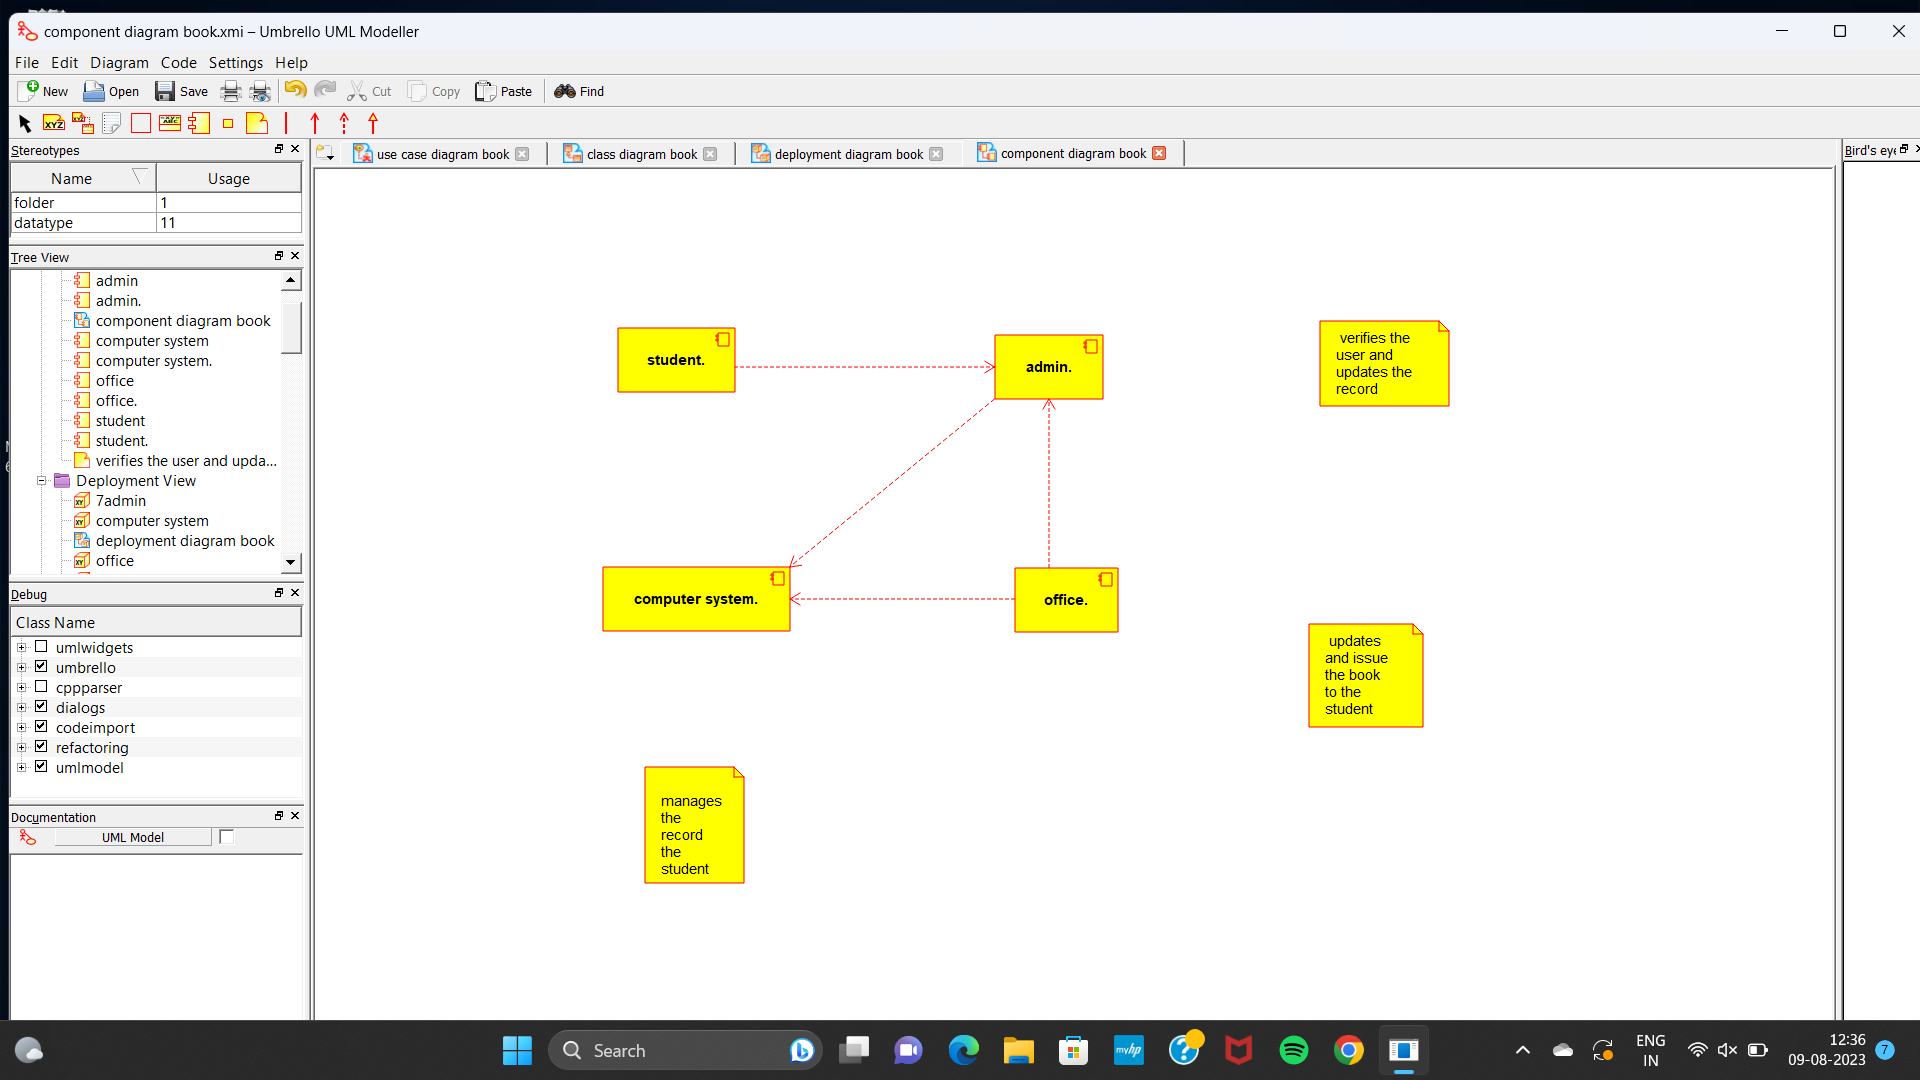 component diagram book.xmi – Umbrello UML Modeller
File Edit Diagram Code Settings Help
New Open Save Cut Copy Paste Find
Stereotypes
Name Usage
folder 1
datatype 11
Tree View
admin
admin.
component diagram book
computer system
computer system.
office
office.
student
student.
verifies the user and upda...
Deployment View
7admin
computer system
deployment diagram book
office
Debug
Class Name
umlwidgets
umbrello
cppparser
dialogs
codeimport
refactoring
umlmodel
Documentation
UML Model
use case diagram book
class diagram book
deployment diagram book
component diagram book
Bird's eye
student.
admin.
verifies the
user and
updates the
record
computer system.
office.
updates
and issue
the book
to the
student
manages
the
record
the
student
Search
myhp
ENG
IN
12:36
09-08-2023
7